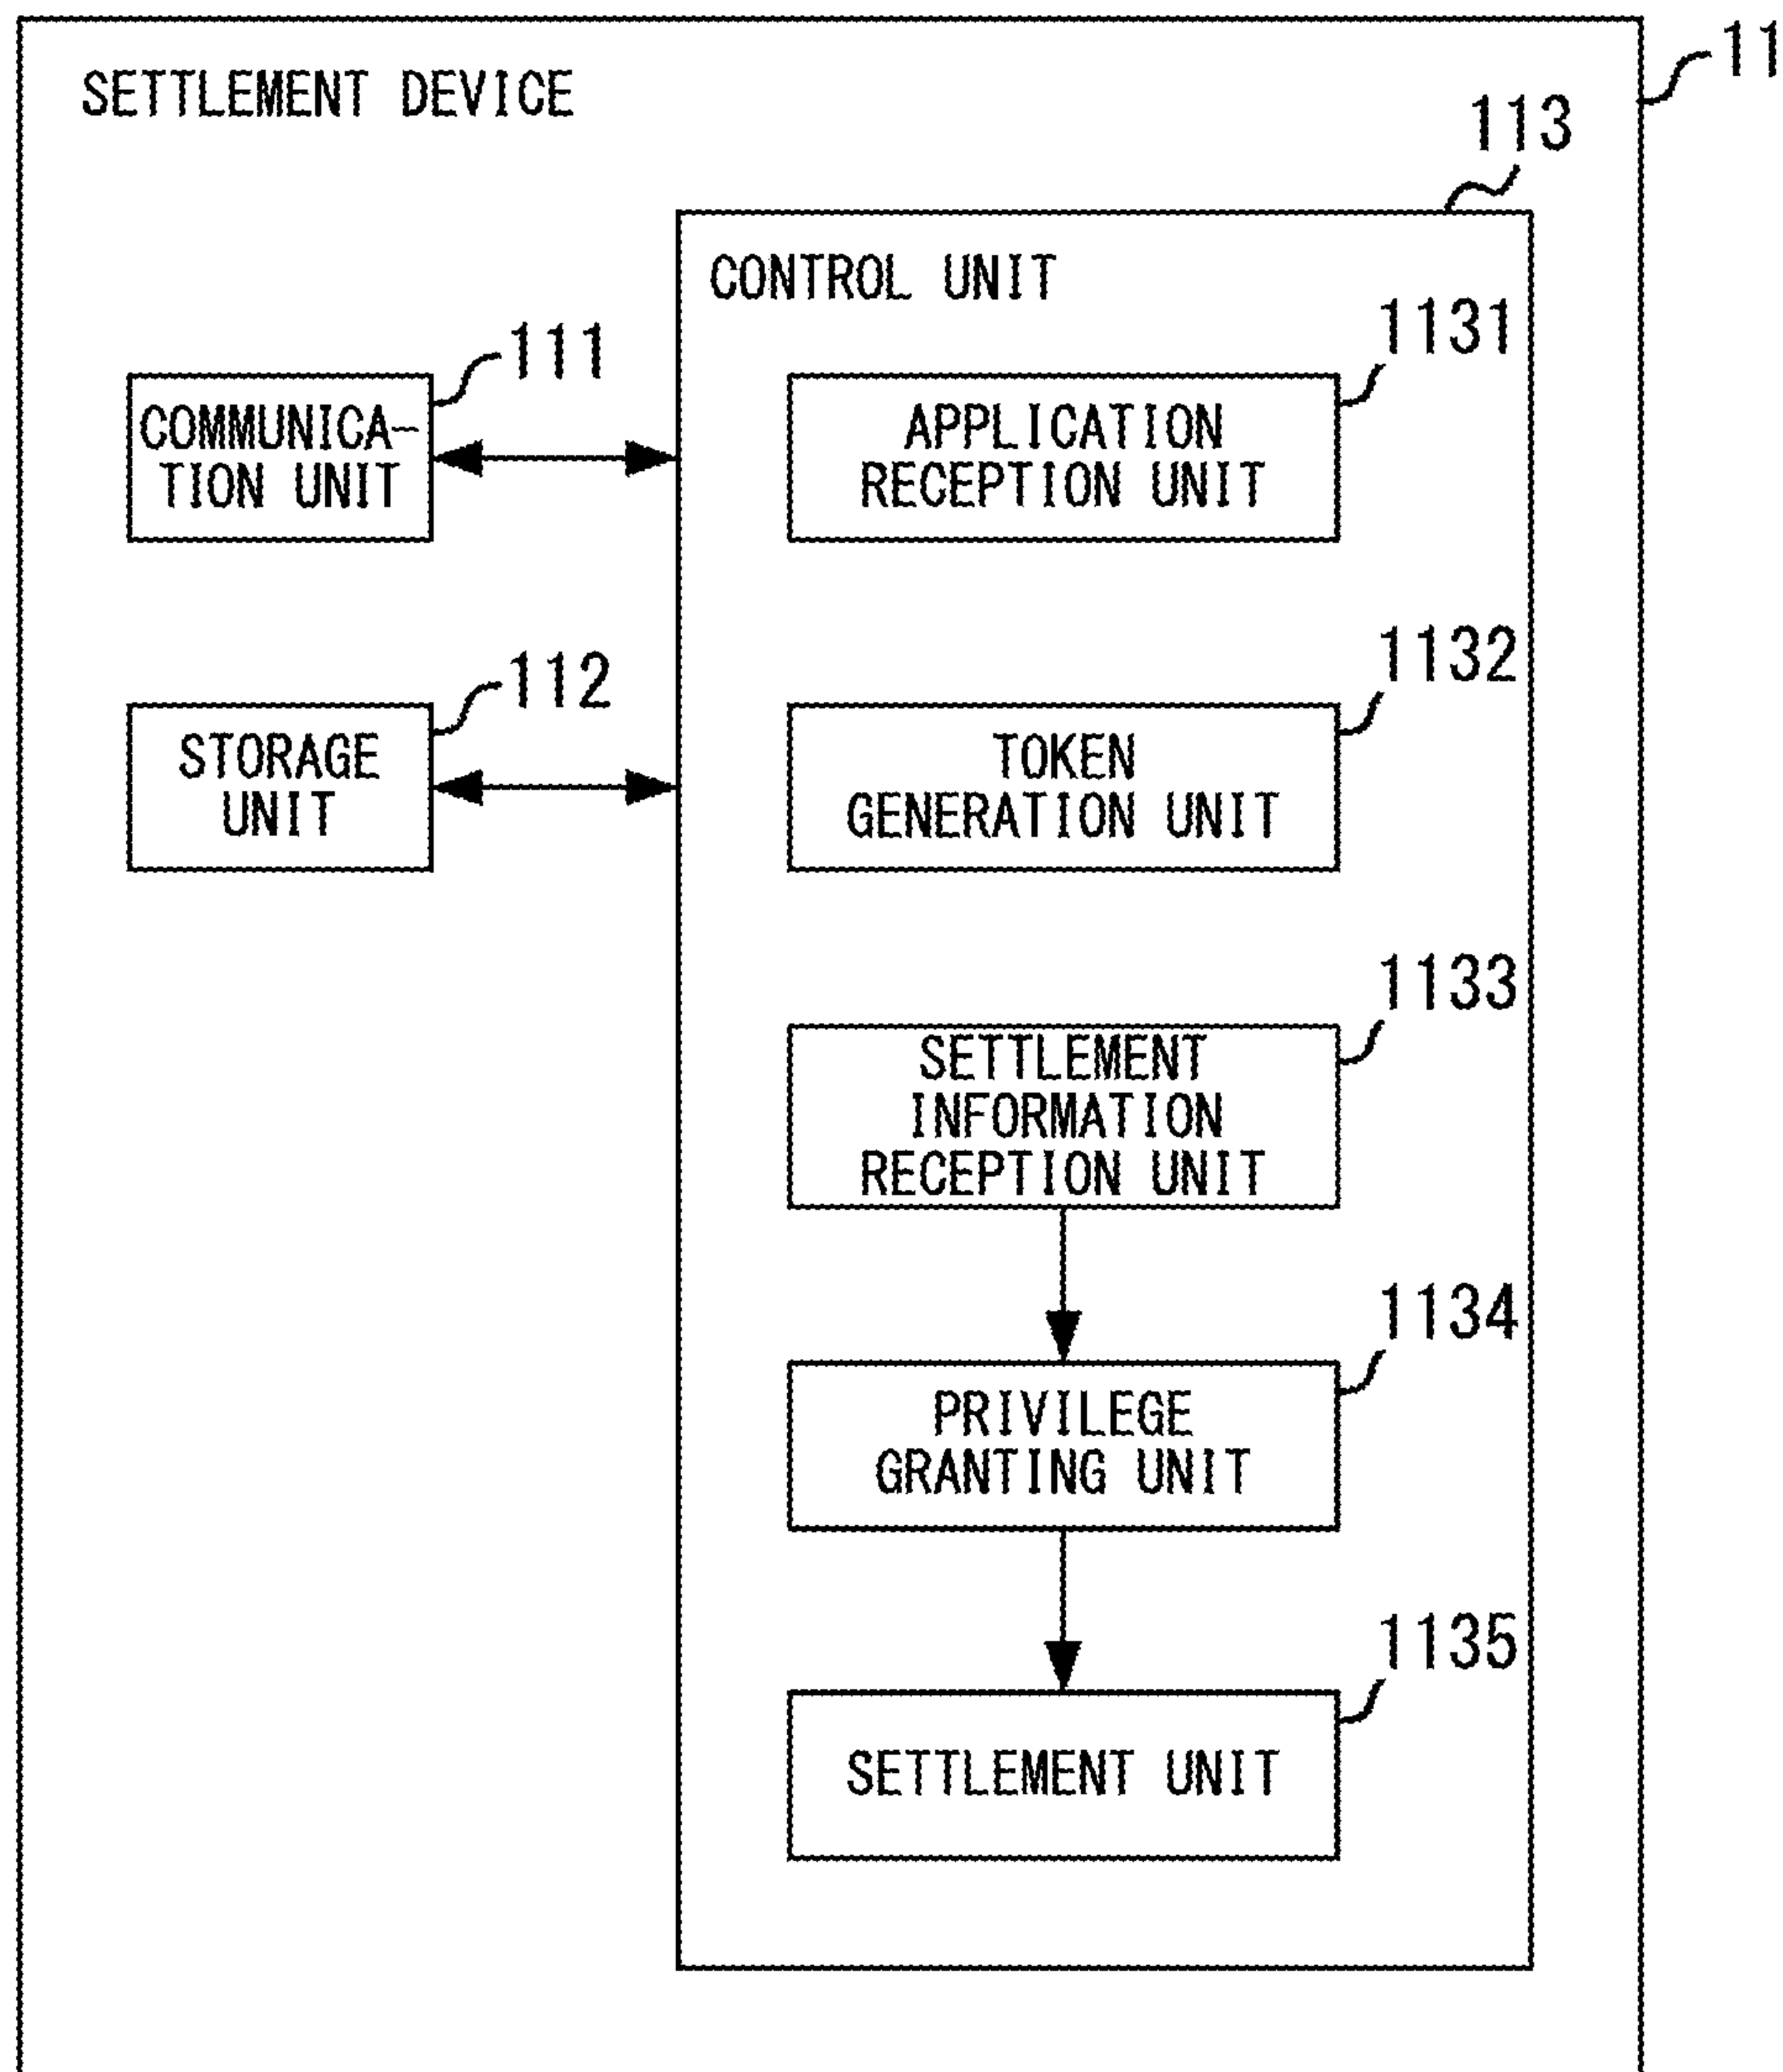 11
SETTLEMENT DEVICE
113
CONTROL UNIT
1131
111
COMMUNICA-
TION UNIT
APPLICATION
RECEPTION UNIT
1132
112
STORAGE
UNIT
TOKEN
GENERATION UNIT
1133
SETTLEMENT
INFORMATION
RECEPTION UNIT
1134
PRIVILEGE
GRANTING UNIT
1135
SETTLEMENT UNIT